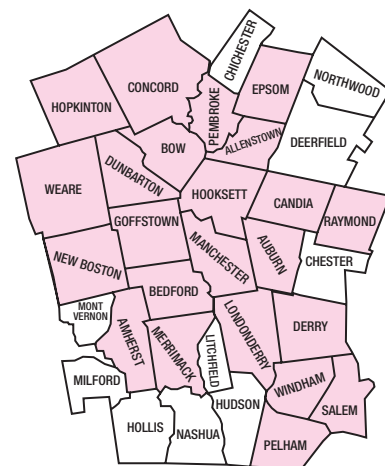 CHICHESTER
NORTHWOOD
CONCORD
EPSOM
HOPKINTON
PEMBROKE
ALLENSTOWN
DEERFIELD
BOW
DUNBARTON
WEARE
HOOKSETT
CANDIA
RAYMOND
GOFFSTOWN
MANCHESTER
AUBURN
CHESTER
NEW BOSTON
BEDFORD
MONT
VERNON
AMHERST
MERRIMACK
LITCHFIELD
LONDONDERRY
DERRY
MILFORD
WINDHAM
HUDSON
SALEM
HOLLIS
NASHUA
PELHAM